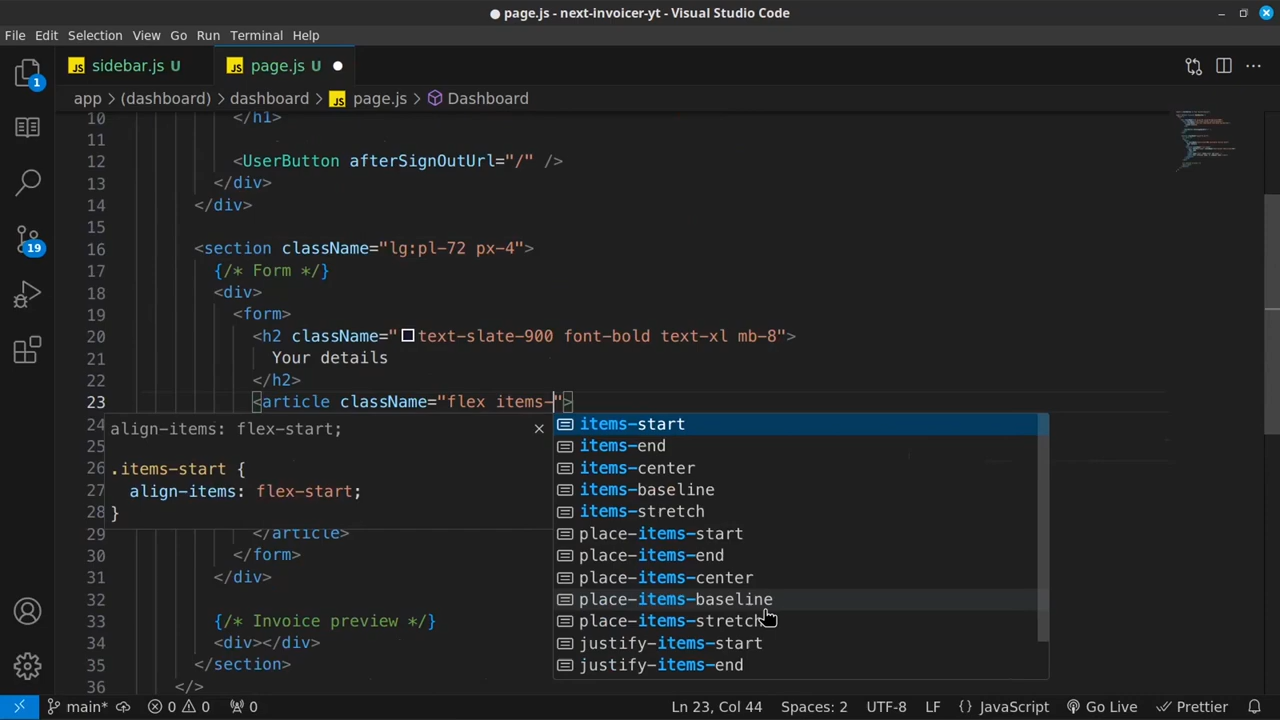 page.js - next-invoicer-yt - Visual Studio Code
File Edit Selection View Go Run Terminal Help
1
JS sidebar.js U
JS page.js U
app > (dashboard) > dashboard > JS page.js > Dashboard
10 </h1>
11
12 <UserButton afterSignOutUrl="/" />
13 </div>
14 </div>
15
16 <section className="lg:pl-72 px-4">
17 {/* Form */}
18 <div>
19 <form>
20 <h2 className="text-slate-900 font-bold text-xl mb-8">
21 Your details
22 </h2>
23 <article className="flex items-">
24
25
26
27
28
29 </article>
30 </form>
31 </div>
32
33 {/* Invoice preview */}
34 <div></div>
35 </section>
36 </>
19
align-items: flex-start;
.items-start {
align-items: flex-start;
}
items-start
items-end
items-center
items-baseline
items-stretch
place-items-start
place-items-end
place-items-center
place-items-baseline
place-items-stretch
justify-items-start
justify-items-end
main* 0 0 0 Ln 23, Col 44 Spaces: 2 UTF-8 LF {} JavaScript Go Live Prettier